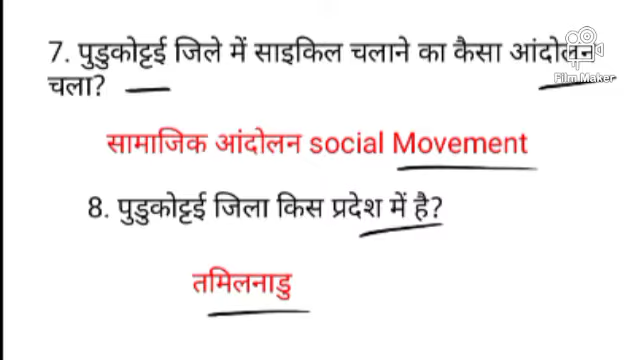 7. पुडुकोट्टई जिले में साइकिल चलाने का कैसा आंदोलन
चला?
सामाजिक आंदोलन social Movement
8. पुडुकोट्टई जिला किस प्रदेश में है?
तमिलनाडु
Film Maker